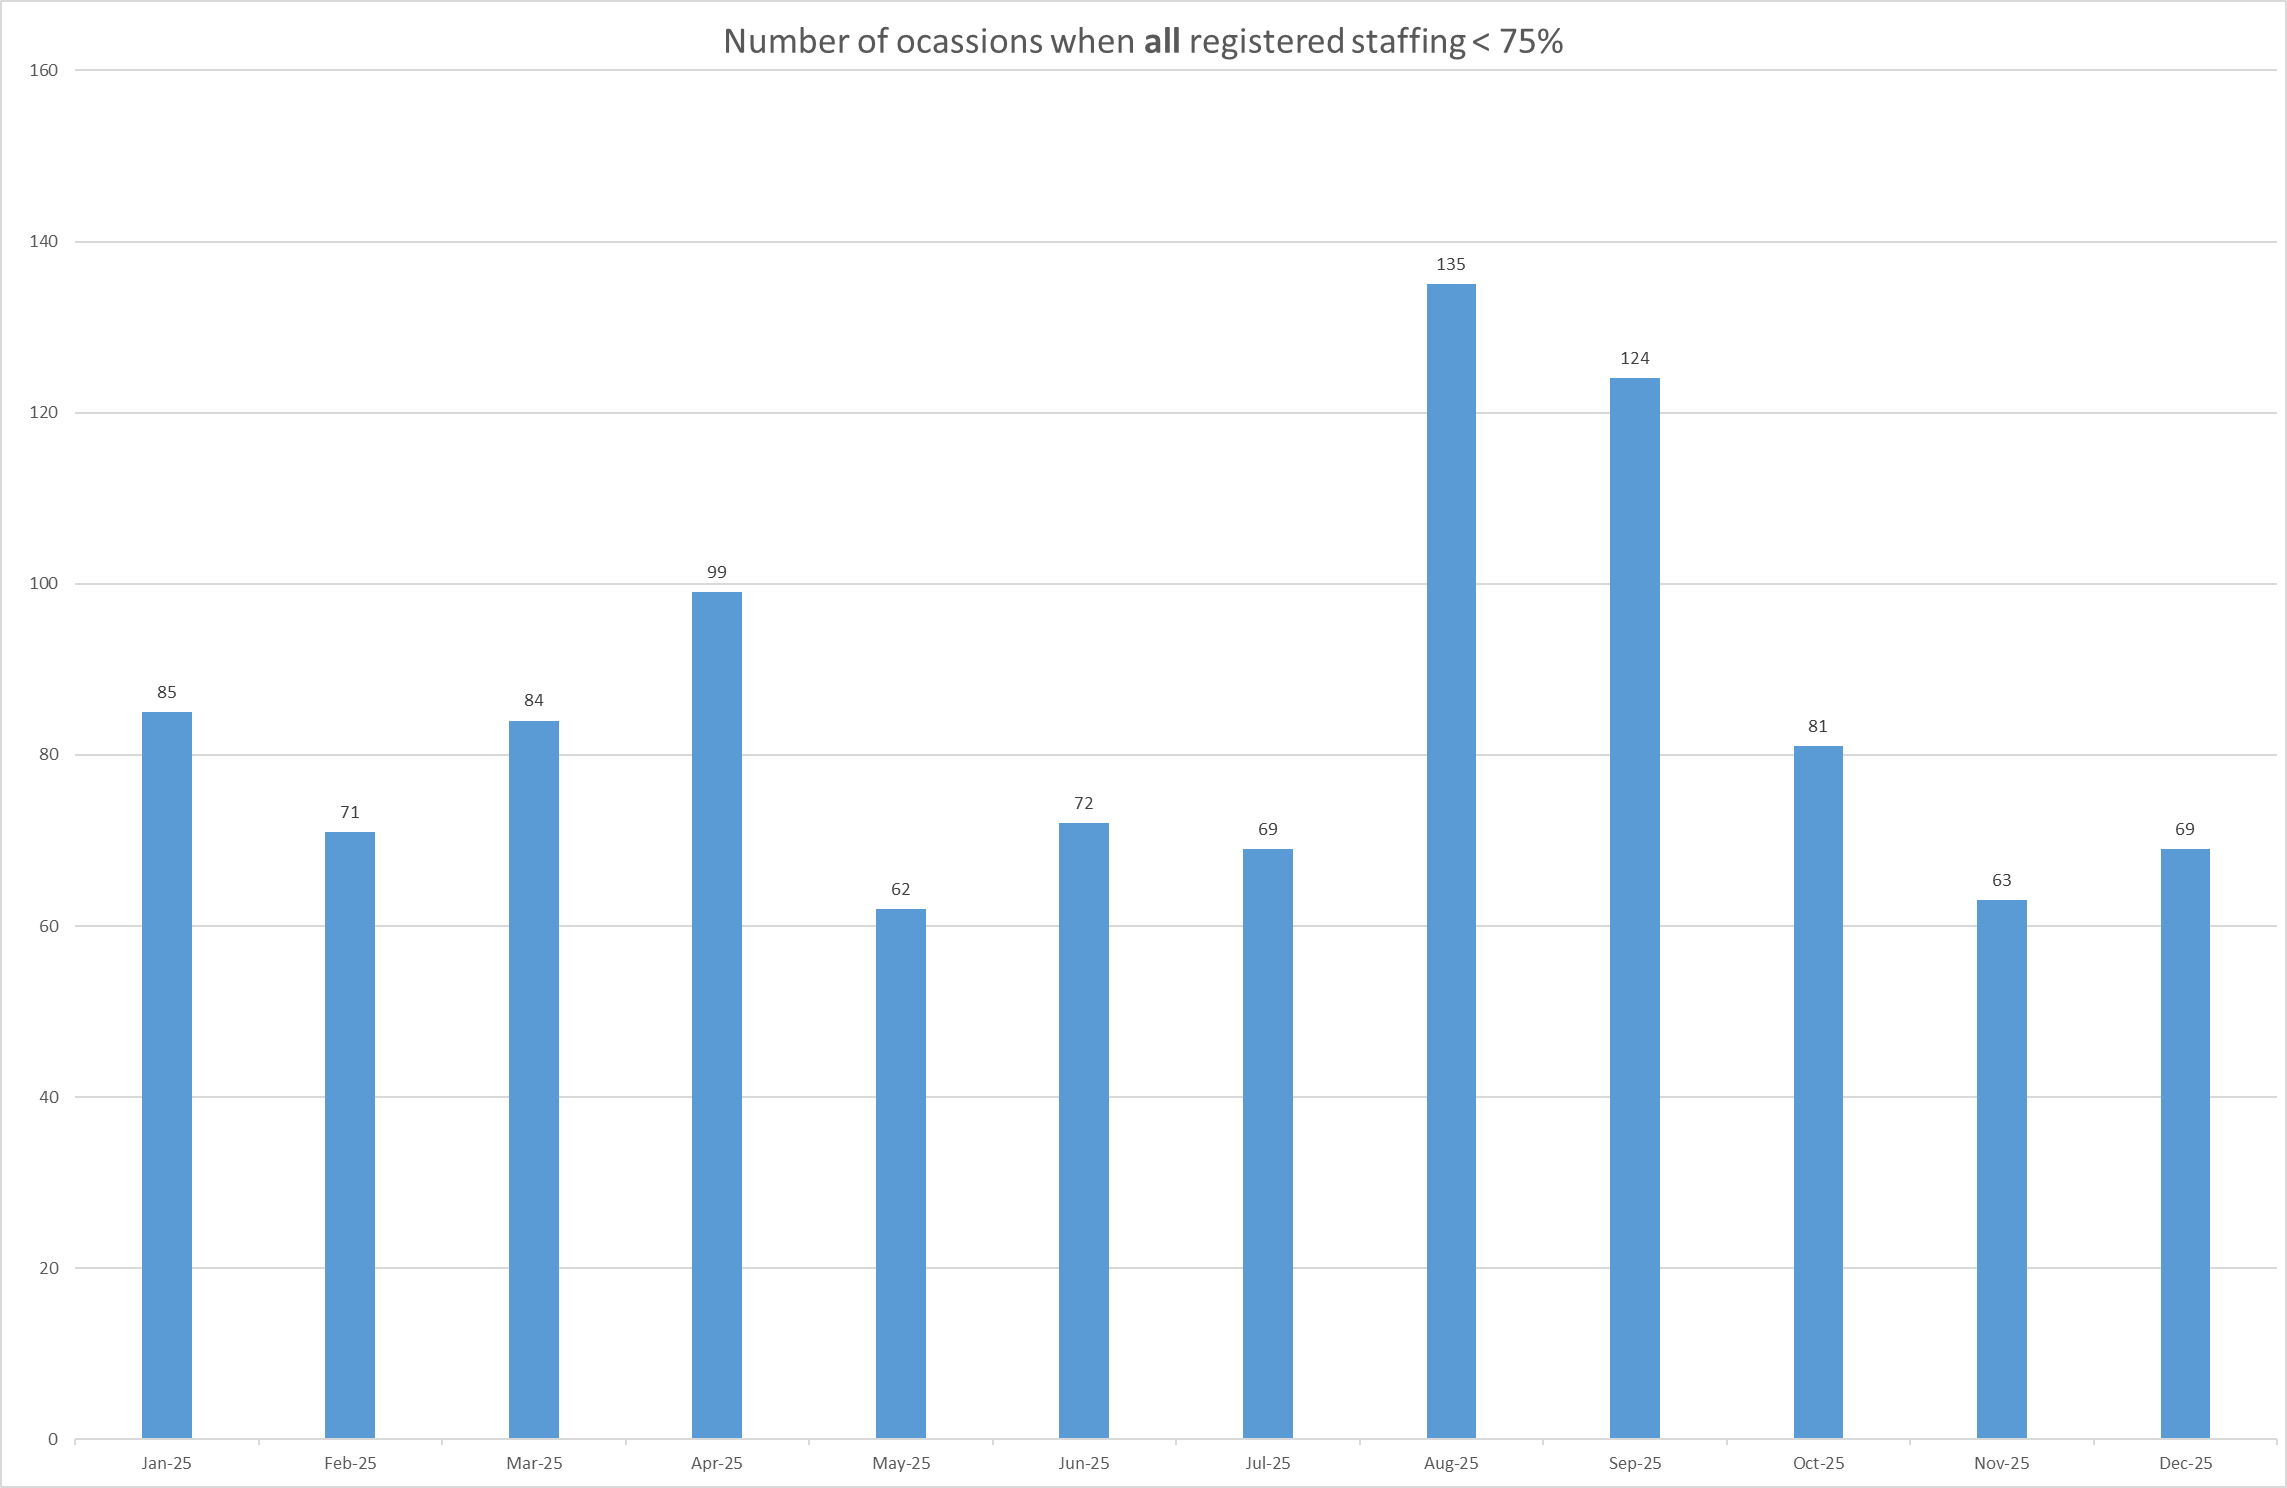 Number of ocassions when all registered staffing < 75%
160
140
120
100
80
60
40
20
0
85
71
84
99
62
72
69
135
124
81
63
69
Jan-25
Feb-25
Mar-25
Apr-25
May-25
Jun-25
Jul-25
Aug-25
Sep-25
Oct-25
Nov-25
Dec-25